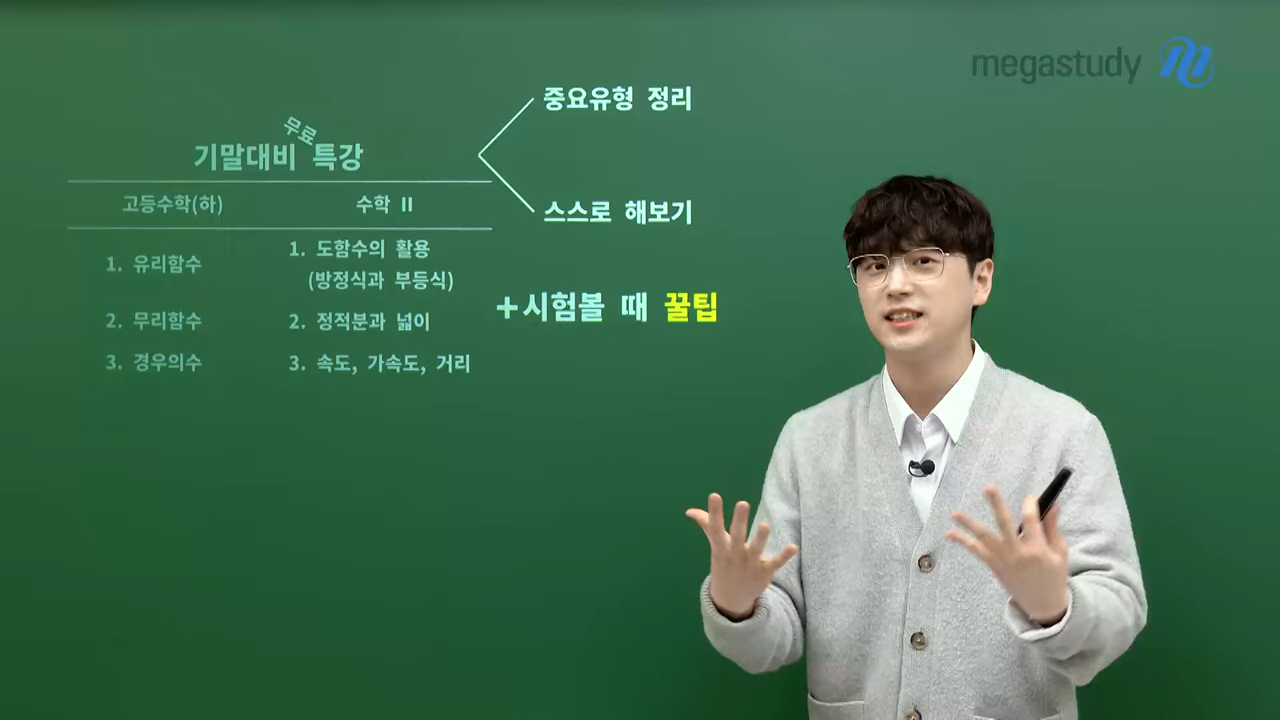 megastudy
무료
기말대비 특강
고등수학(하)
수학 II
1. 유리함수
2. 무리함수
3. 경우의수
1. 도함수의 활용
(방정식과 부등식)
2. 정적분과 넓이
3. 속도, 가속도, 거리
중요유형 정리
스스로 해보기
+시험볼 때 꿀팁